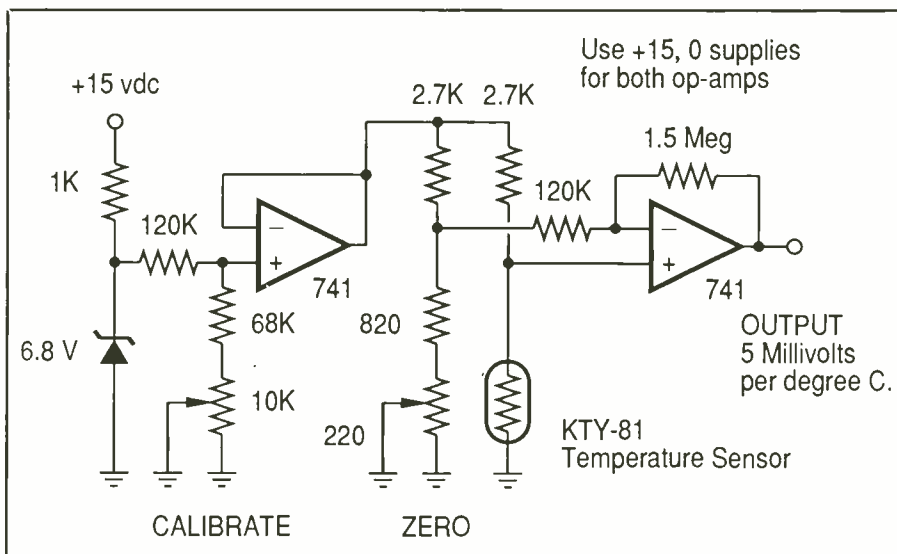 Use +15, 0 supplies
for both op-amps
+15 vdc
2.7K 2.7K
1.5 Meg
1K
120K
120K
−
+
741
−
+
741
68K
820
6.8 V
10K
220
OUTPUT
5 Millivolts
per degree C.
KTY-81
Temperature Sensor
CALIBRATE
ZERO